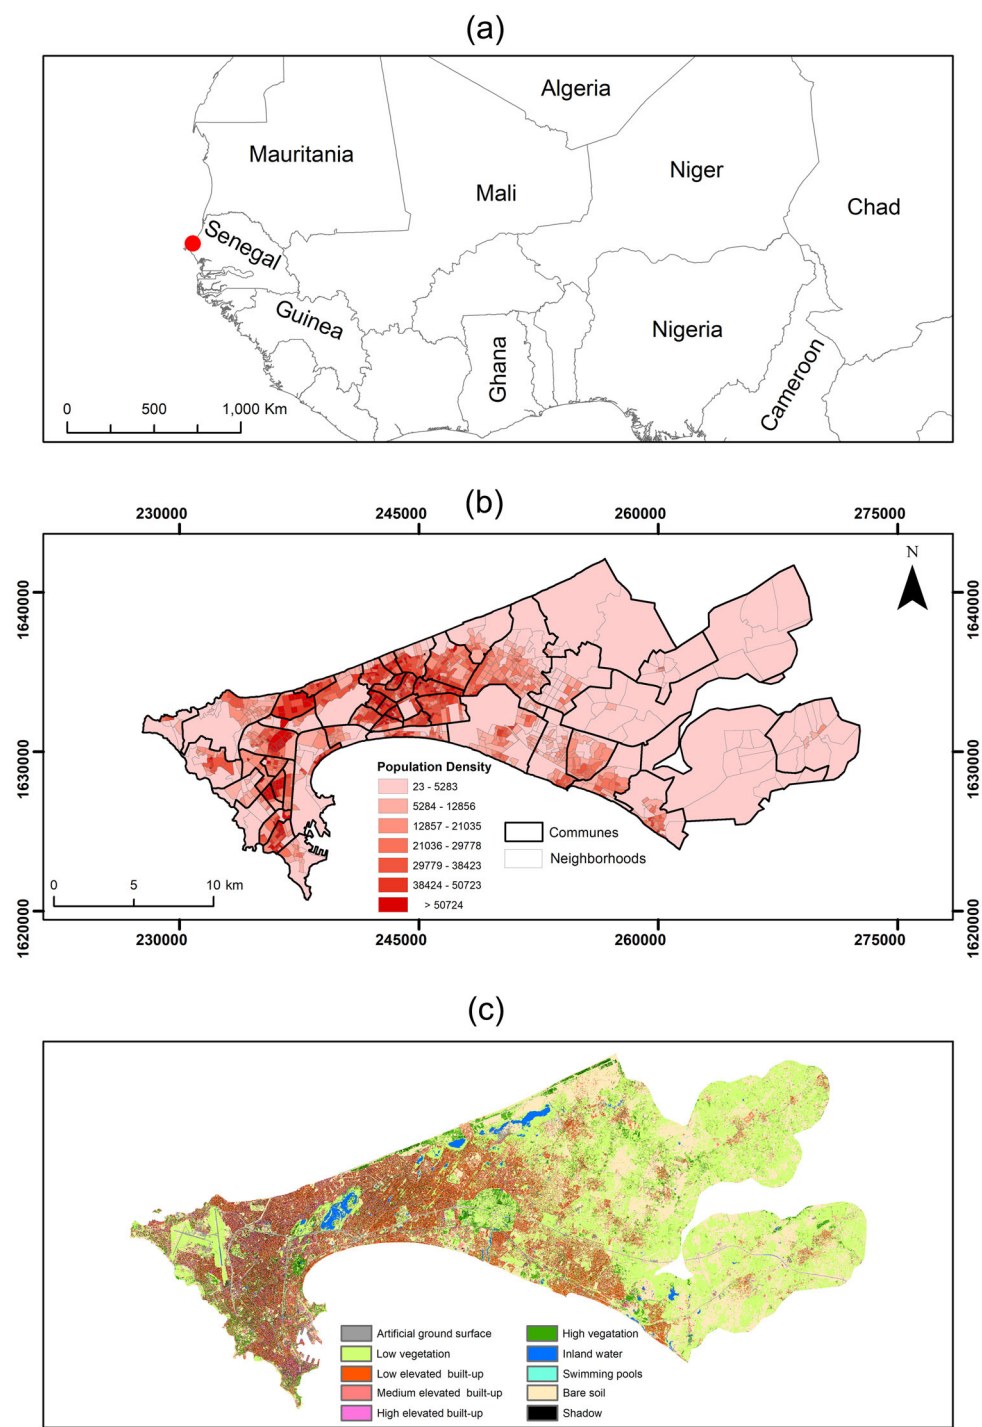 (a)
Algeria
Mauritania
Niger
Mali
Chad
Senegal
Guinea
Nigeria
Ghana
Cameroon
0 500 1,000 Km
(b)
230000 245000 260000 275000
N
1640000 1640000
1630000 1630000
1620000 1620000
Population Density
23 - 5283
5284 - 12856
12857 - 21035
21036 - 29778
29779 - 38423
38424 - 50723
> 50724
Communes
Neighborhoods
0 5 10 km
230000 245000 260000 275000
(c)
Artificial ground surface
Low vegetation
Low elevated built-up
Medium elevated built-up
High elevated built-up
High vegatation
Inland water
Swimming pools
Bare soil
Shadow